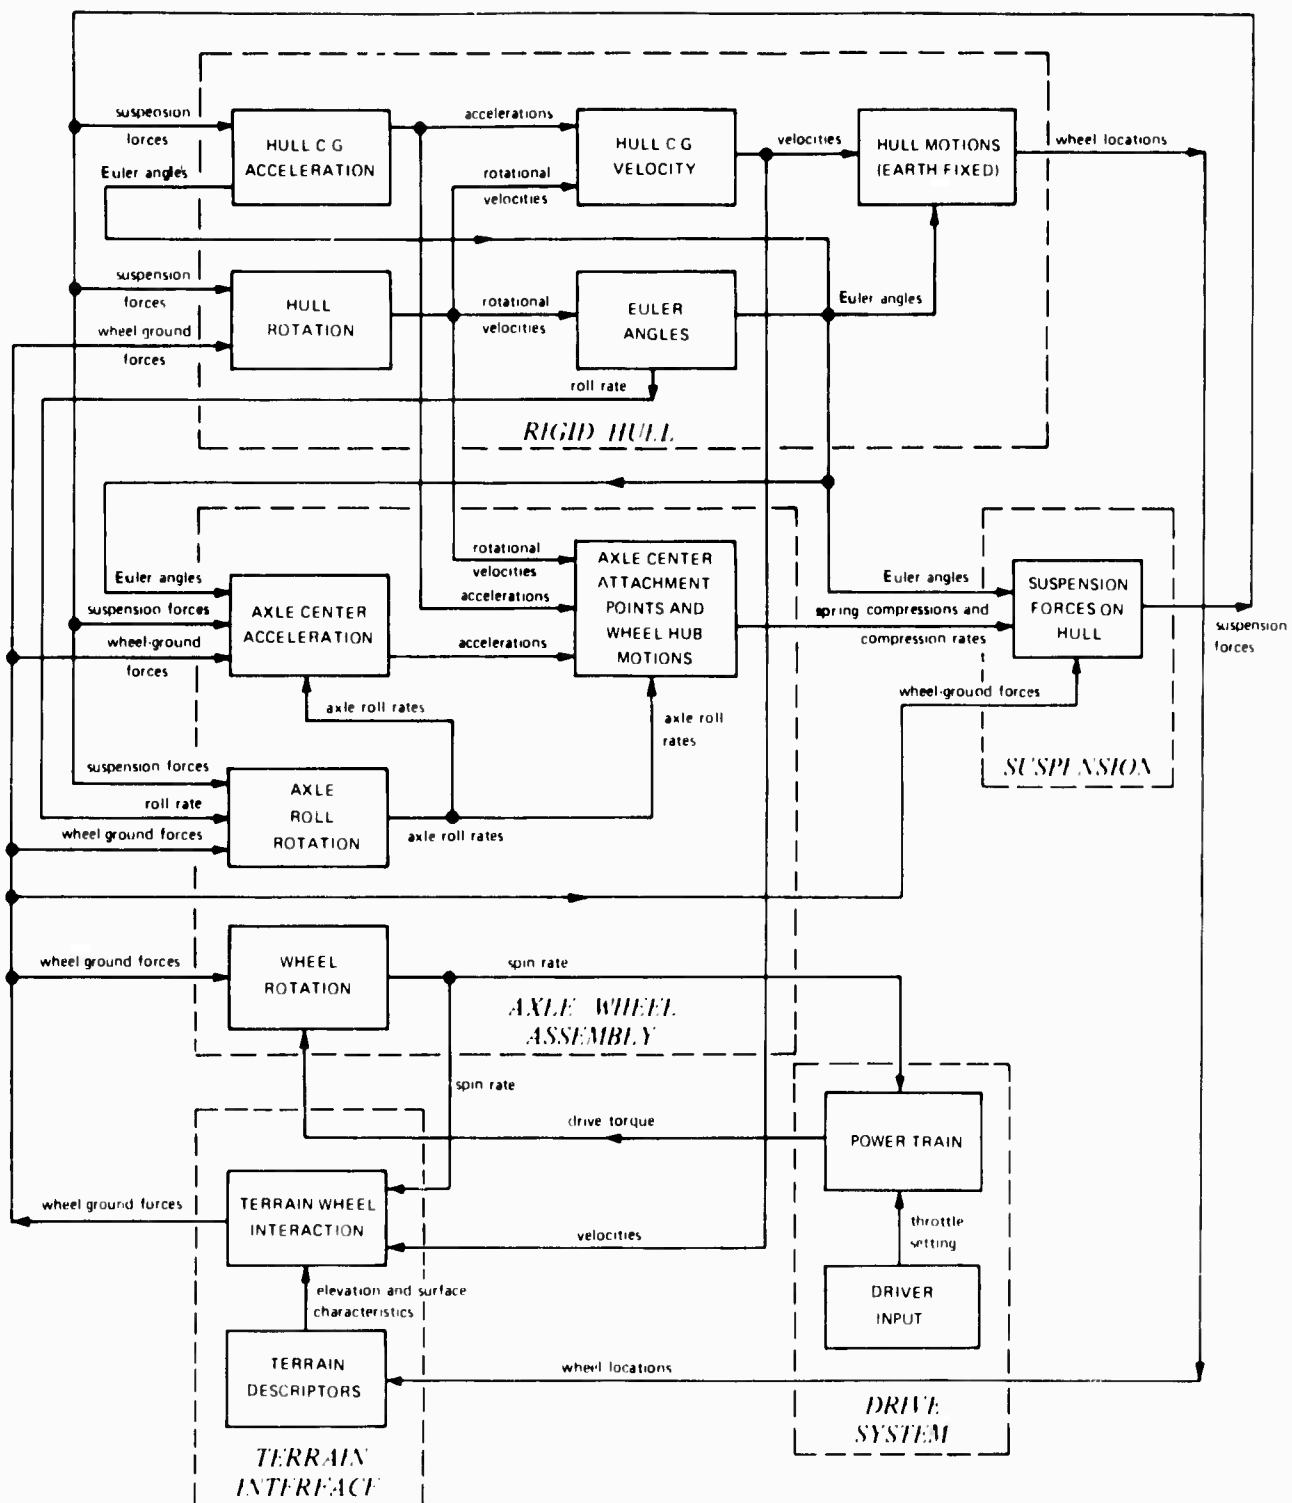 suspension
forces
HULL C G
ACCELERATION
accelerations
HULL C G
VELOCITY
velocities
HULL MOTIONS
(EARTH FIXED)
wheel locations
Euler angles
rotational
velocities
suspension
forces
HULL
ROTATION
wheel ground
forces
rotational
velocities
EULER
ANGLES
Euler angles
roll rate
RIGID HULL
Euler angles
suspension forces
wheel-ground
forces
AXLE CENTER
ACCELERATION
rotational
velocities
accelerations
accelerations
AXLE CENTER
ATTACHMENT
POINTS AND
WHEEL HUB
MOTIONS
Euler angles
spring compressions and
compression rates
SUSPENSION
FORCES ON
HULL
suspension
forces
wheel-ground forces
SUSPENSION
axle roll rates
axle roll
rates
suspension forces
roll rate
wheel ground forces
AXLE
ROLL
ROTATION
axle roll rates
wheel ground forces
WHEEL
ROTATION
spin rate
AXLE WHEEL
ASSEMBLY
spin rate
drive torque
POWER TRAIN
wheel ground forces
TERRAIN WHEEL
INTERACTION
velocities
throttle
setting
elevation and surface
characteristics
DRIVER
INPUT
TERRAIN
DESCRIPTORS
wheel locations
DRIVE
SYSTEM
TERRAIN
INTERFACE